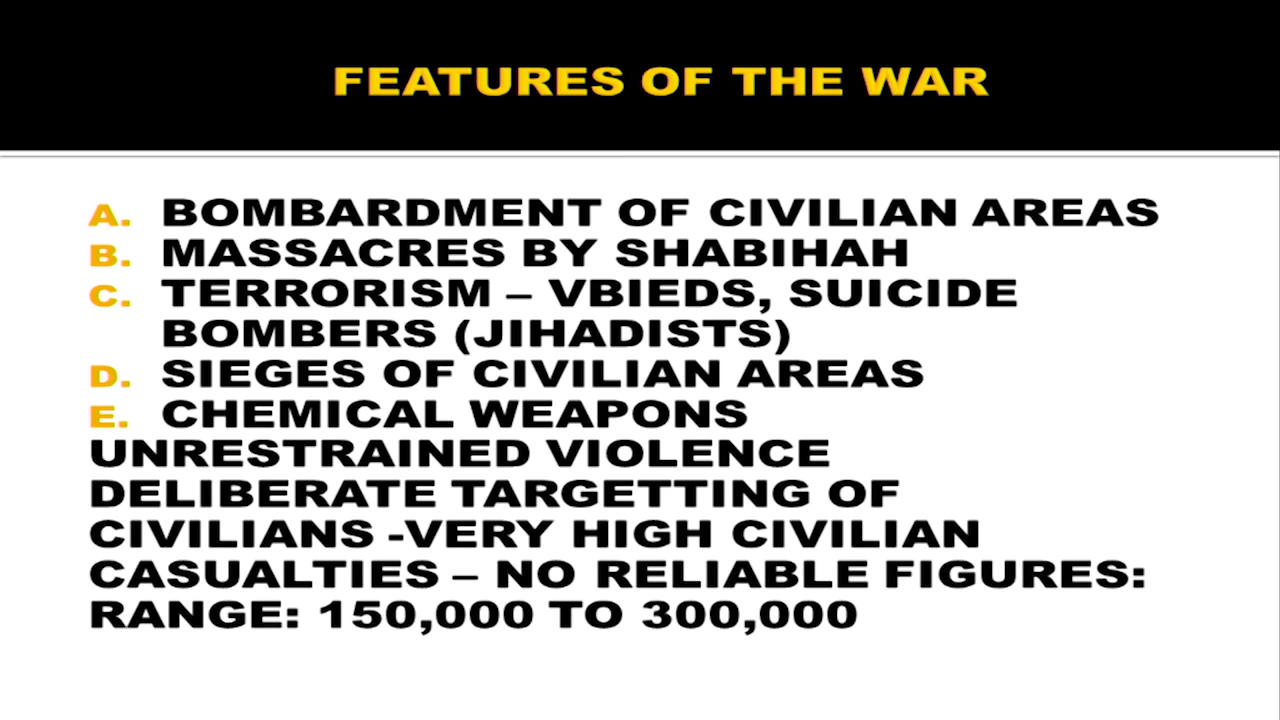 FEATURES OF THE WAR
A. BOMBARDMENT OF CIVILIAN AREAS
B. MASSACRES BY SHABIHAH
C. TERRORISM – VBIEDS, SUICIDE
BOMBERS (JIHADISTS)
D. SIEGES OF CIVILIAN AREAS
E. CHEMICAL WEAPONS
UNRESTRAINED VIOLENCE
DELIBERATE TARGETTING OF
CIVILIANS -VERY HIGH CIVILIAN
CASUALTIES – NO RELIABLE FIGURES:
RANGE: 150,000 TO 300,000